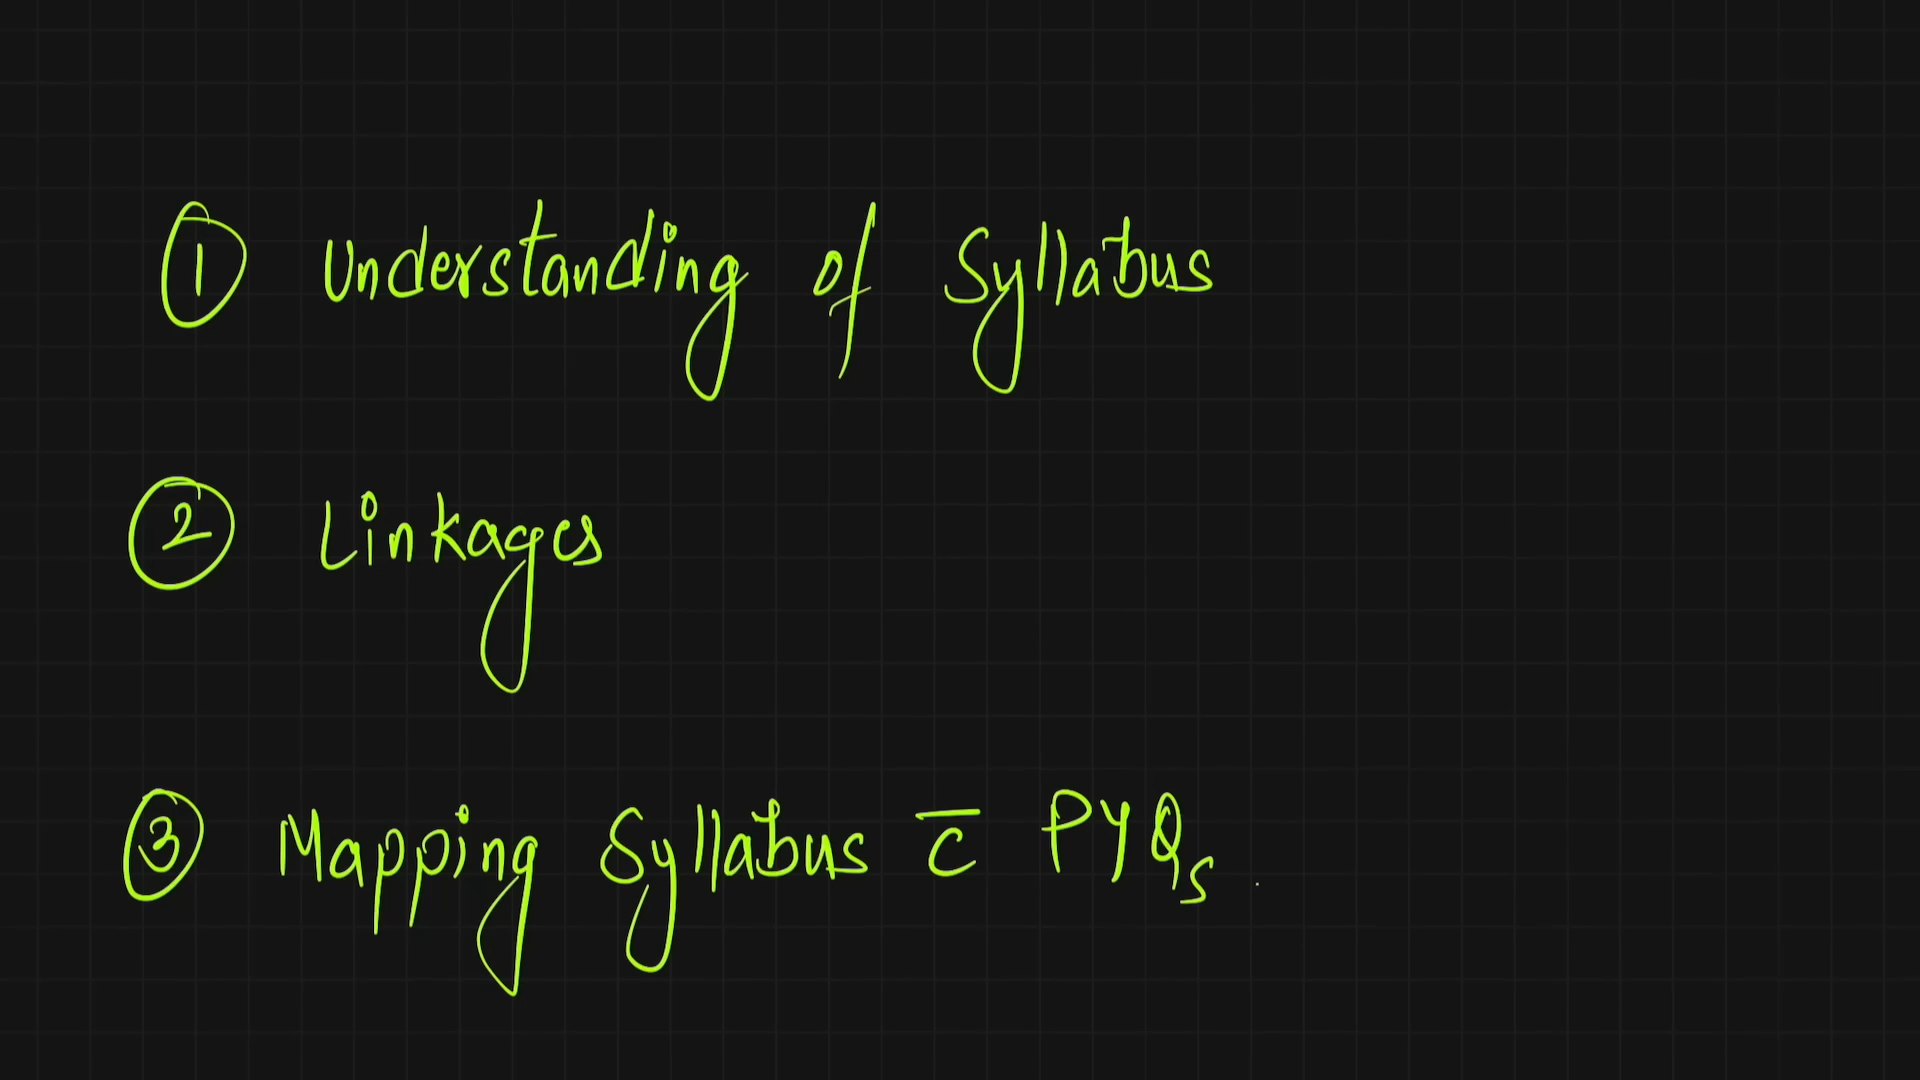 ① Understanding of Syllabus
② Linkages
③ Mapping Syllabus c̅ PYQs